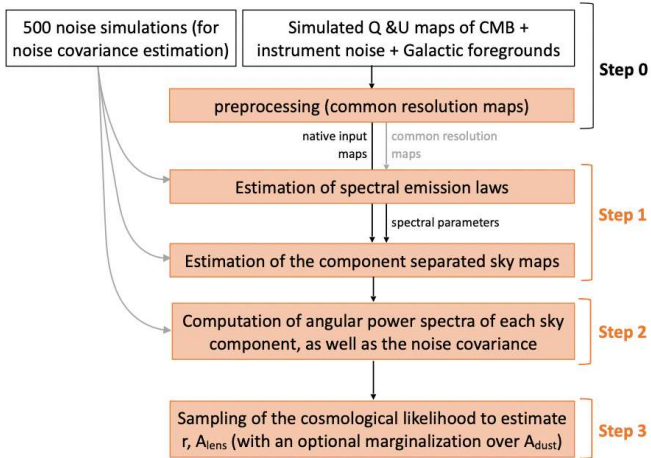 500 noise simulations (for
noise covariance estimation)
Simulated Q &U maps of CMB +
instrument noise + Galactic foregrounds
Step 0
preprocessing (common resolution maps)
native input
maps
common resolution
maps
Estimation of spectral emission laws
Step 1
spectral parameters
Estimation of the component separated sky maps
Computation of angular power spectra of each sky
component, as well as the noise covariance
Step 2
Sampling of the cosmological likelihood to estimate
r, Alens (with an optional marginalization over Adust)
Step 3